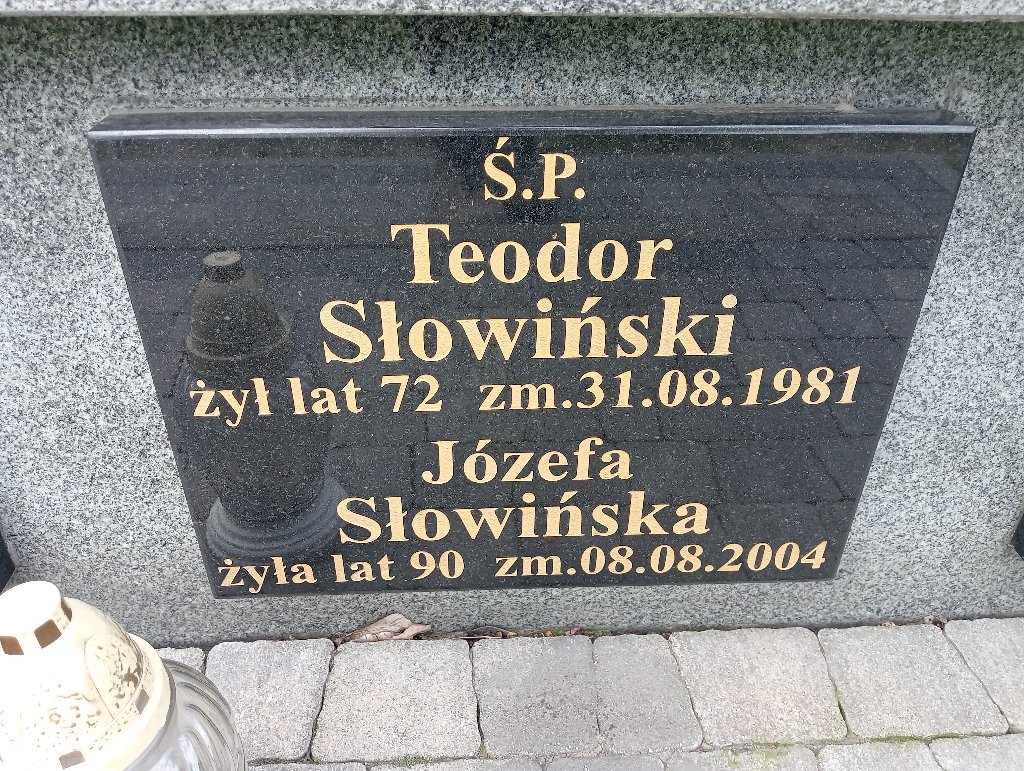 Ś.P.
Teodor
Słowiński
żył lat 72 zm.31.08.1981
Józefa
Słowińska
żyła lat 90 zm.08.08.2004